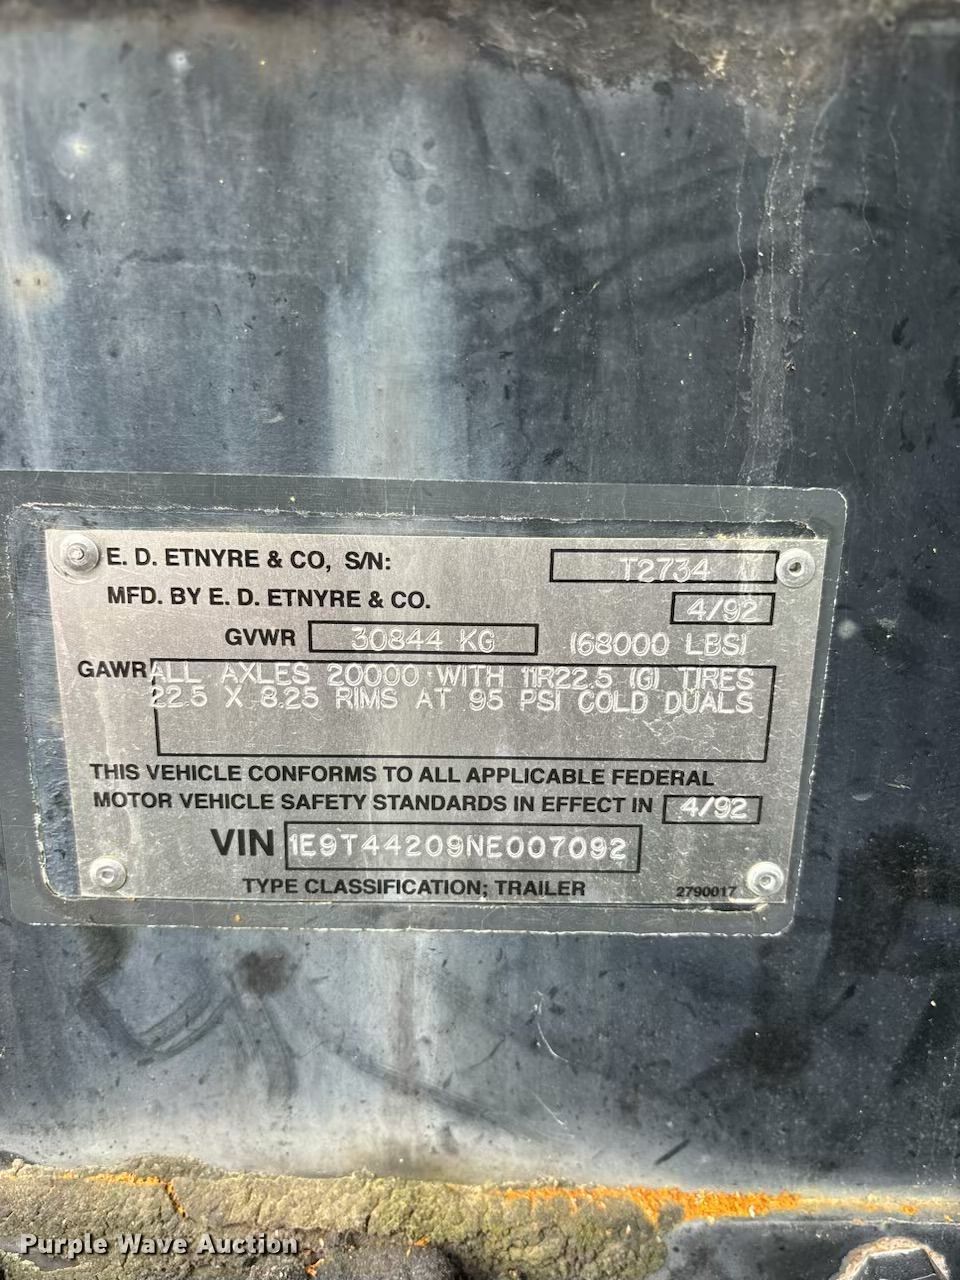 E. D. ETNYRE & CO, S/N: T2734
MFD. BY E. D. ETNYRE & CO. 4/92
GVWR 30844 KG (68000 LBS)
GAWR ALL AXLES 20000 WITH 11R22.5 (G) TIRES
22.5 X 8.25 RIMS AT 95 PSI COLD DUALS
THIS VEHICLE CONFORMS TO ALL APPLICABLE FEDERAL
MOTOR VEHICLE SAFETY STANDARDS IN EFFECT IN 4/92
VIN 1E9T44209NE007092
TYPE CLASSIFICATION; TRAILER 2790017
Purple Wave Auction